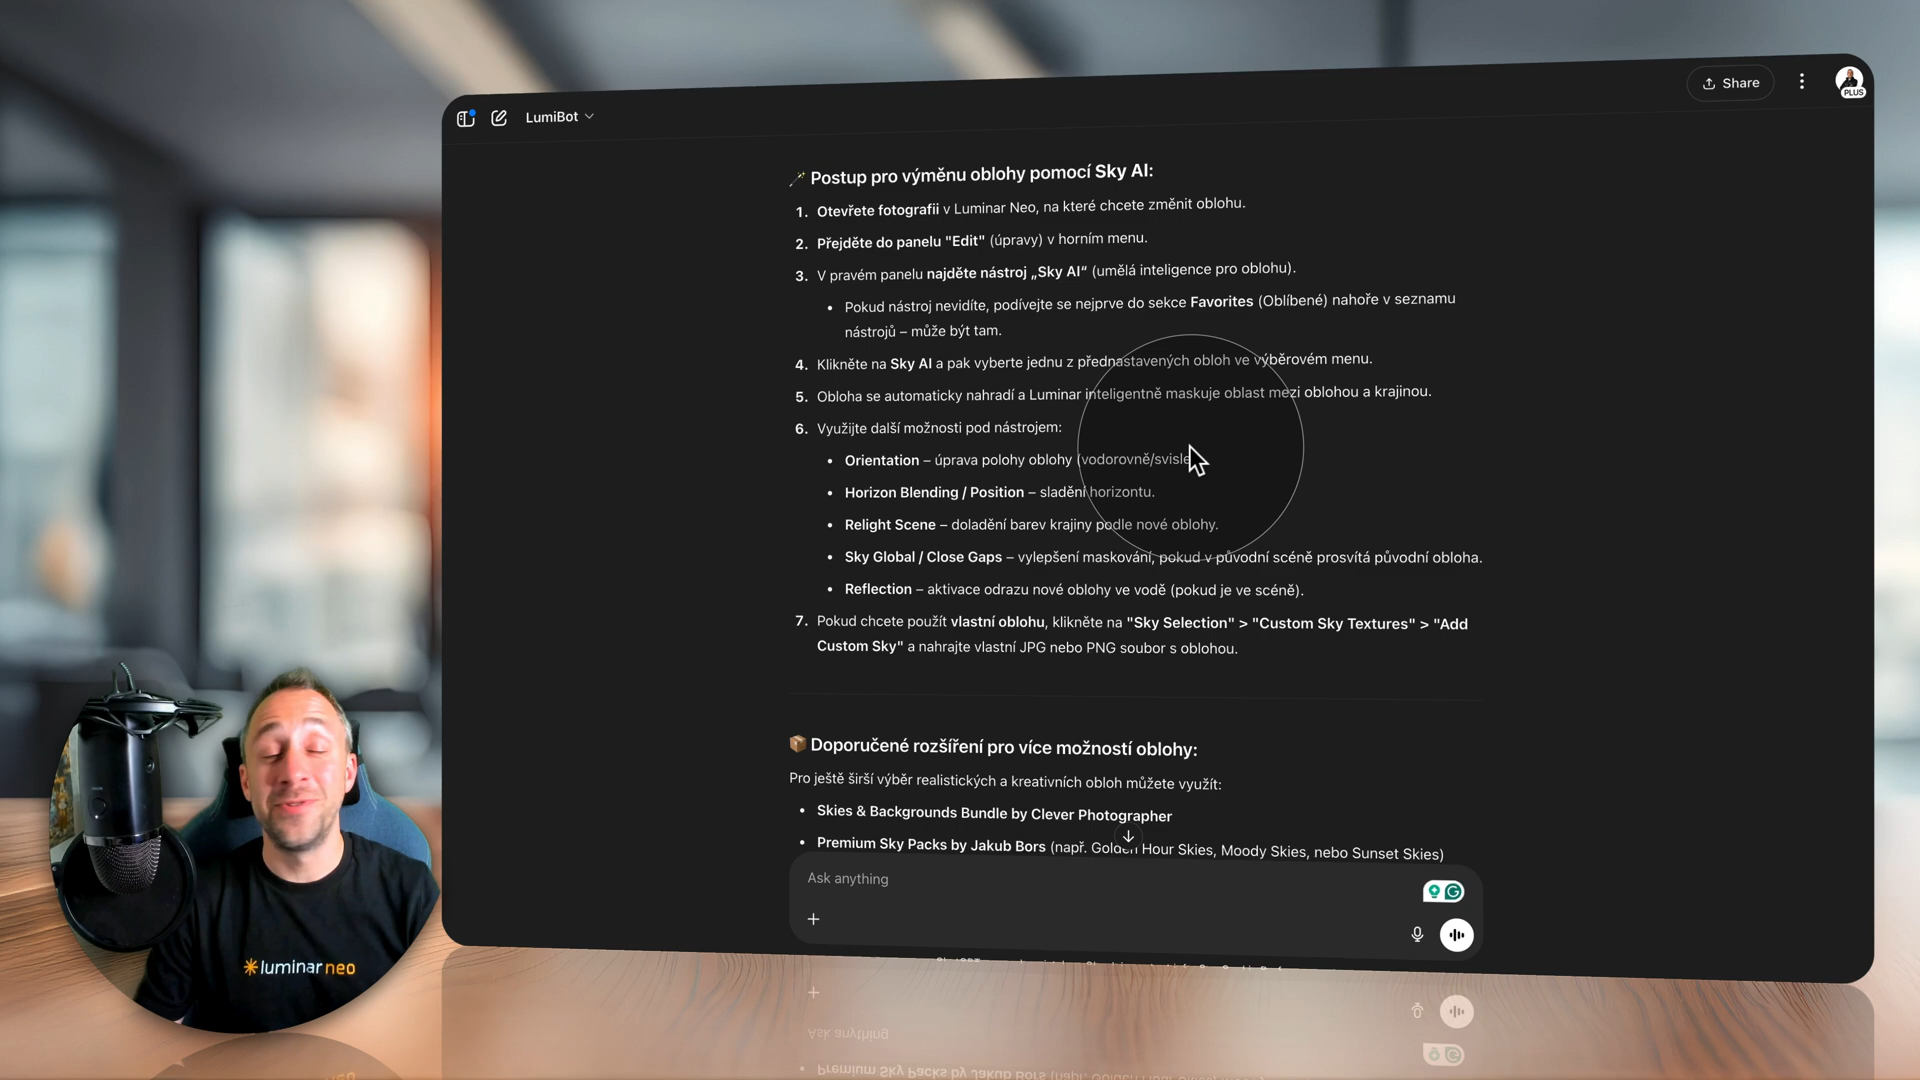 LumiBot
Share
PLUS
Postup pro výměnu oblohy pomocí Sky AI:
1. Otevřete fotografii v Luminar Neo, na které chcete změnit oblohu.
2. Přejděte do panelu "Edit" (úpravy) v horním menu.
3. V pravém panelu najděte nástroj „Sky AI“ (umělá inteligence pro oblohu).
• Pokud nástroj nevidíte, podívejte se nejprve do sekce Favorites (Oblíbené) nahoře v seznamu
nástrojů – může být tam.
4. Klikněte na Sky AI a pak vyberte jednu z přednastavených obloh ve výběrovém menu.
5. Obloha se automaticky nahradí a Luminar inteligentně maskuje oblast mezi oblohou a krajinou.
6. Využijte další možnosti pod nástrojem:
• Orientation – úprava polohy oblohy (vodorovně/svisle
• Horizon Blending / Position – sladění horizontu.
• Relight Scene – doladění barev krajiny podle nové oblohy.
• Sky Global / Close Gaps – vylepšení maskování, pokud v původní scéně prosvítá původní obloha.
• Reflection – aktivace odrazu nové oblohy ve vodě (pokud je ve scéně).
7. Pokud chcete použít vlastní oblohu, klikněte na "Sky Selection" > "Custom Sky Textures" > "Add
Custom Sky" a nahrajte vlastní JPG nebo PNG soubor s oblohou.
Doporučené rozšíření pro více možností oblohy:
Pro ještě širší výběr realistických a kreativních obloh můžete využít:
• Skies & Backgrounds Bundle by Clever Photographer
• Premium Sky Packs by Jakub Bors (např. Golden Hour Skies, Moody Skies, nebo Sunset Skies)
Ask anything
luminar neo